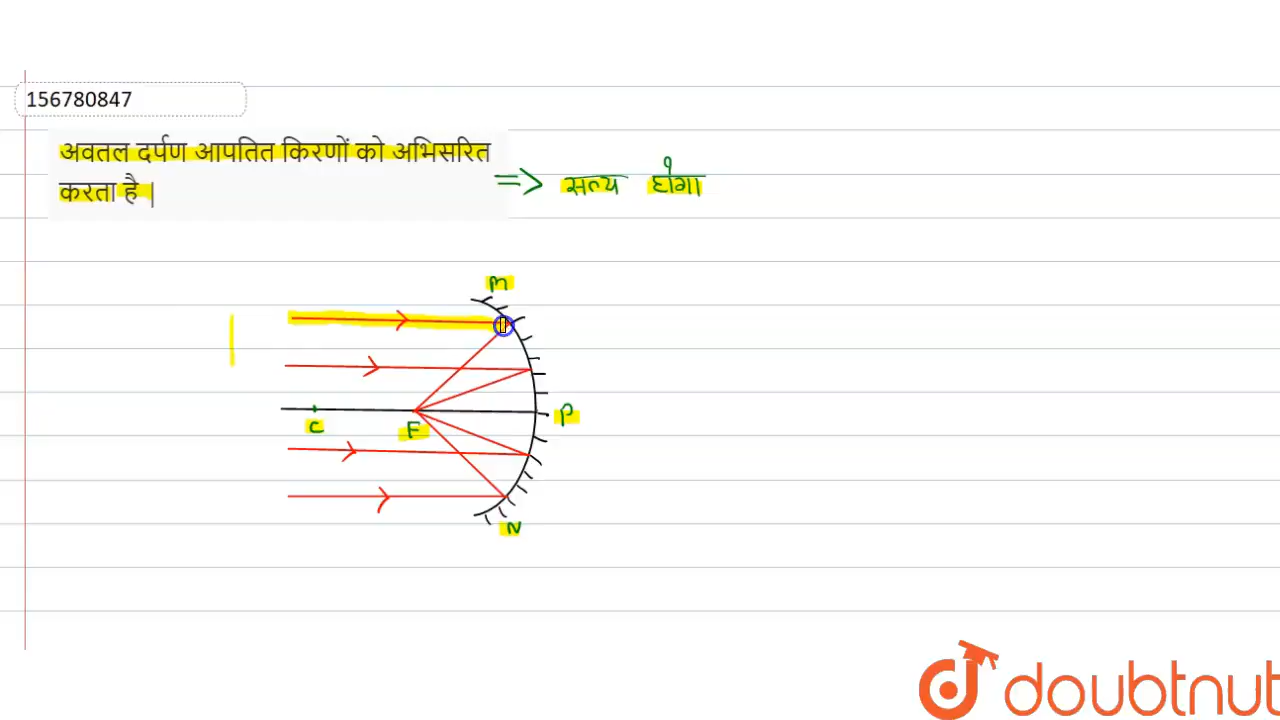 156780847
अवतल दर्पण आपतित किरणों को अभिसरित
करता है |
=> सत्य होगा
M
C
F
P
N
doubtnut